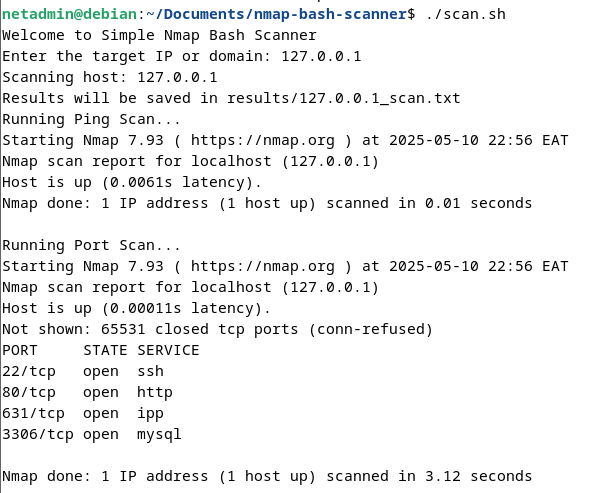 netadmin@debian:~/Documents/nmap-bash-scanner$ ./scan.sh
Welcome to Simple Nmap Bash Scanner
Enter the target IP or domain: 127.0.0.1
Scanning host: 127.0.0.1
Results will be saved in results/127.0.0.1_scan.txt
Running Ping Scan...
Starting Nmap 7.93 ( https://nmap.org ) at 2025-05-10 22:56 EAT
Nmap scan report for localhost (127.0.0.1)
Host is up (0.0061s latency).
Nmap done: 1 IP address (1 host up) scanned in 0.01 seconds

Running Port Scan...
Starting Nmap 7.93 ( https://nmap.org ) at 2025-05-10 22:56 EAT
Nmap scan report for localhost (127.0.0.1)
Host is up (0.00011s latency).
Not shown: 65531 closed tcp ports (conn-refused)
PORT     STATE SERVICE
22/tcp   open  ssh
80/tcp   open  http
631/tcp  open  ipp
3306/tcp open  mysql

Nmap done: 1 IP address (1 host up) scanned in 3.12 seconds